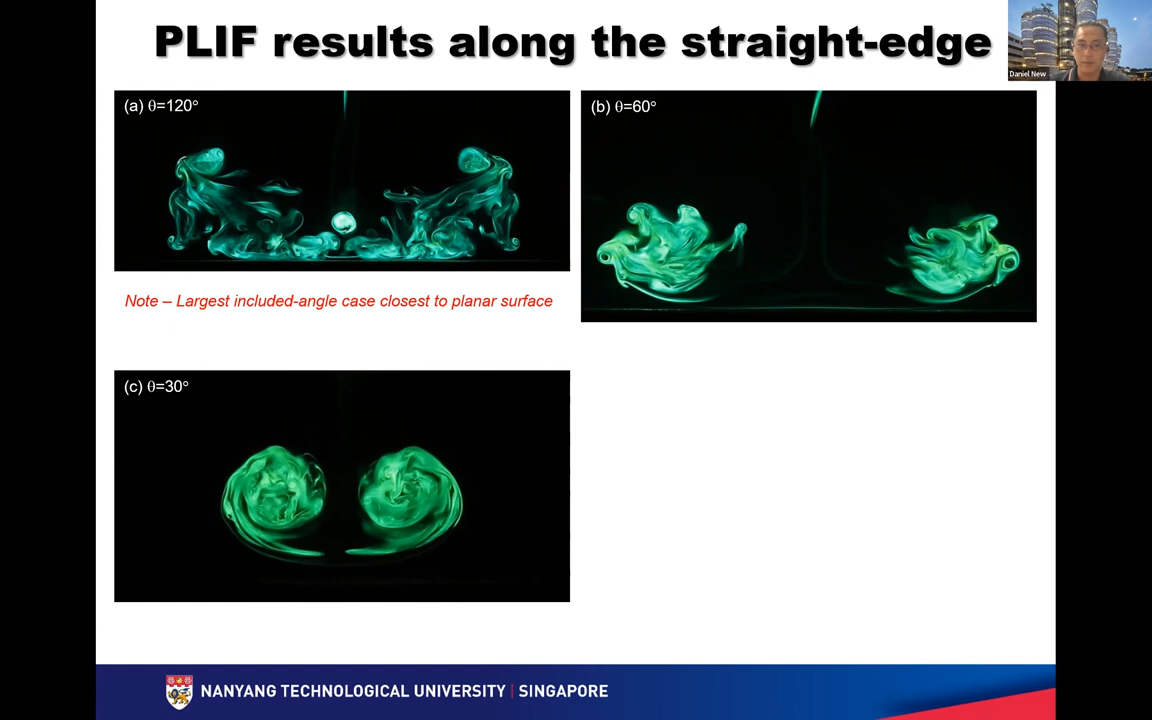 PLIF results along the straight-edge
Daniel New
(a) θ=120°
(b) θ=60°
Note – Largest included-angle case closest to planar surface
(c) θ=30°
NANYANG TECHNOLOGICAL UNIVERSITY | SINGAPORE